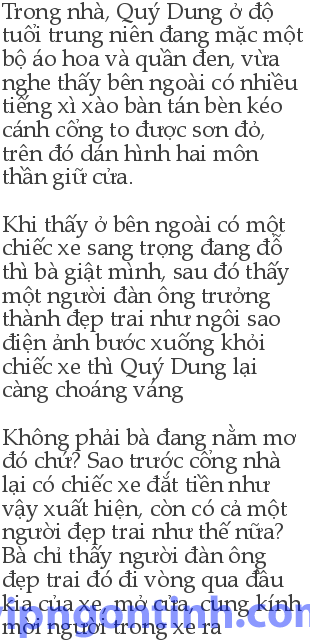 Trong nhà, Quý Dung ở độ
tuổi trung niên đang mặc một
bộ áo hoa và quần đen, vừa
nghe thấy bên ngoài có nhiều
tiếng xì xào bàn tán bèn kéo
cánh cổng to được sơn đỏ,
trên đó dán hình hai môn
thần giữ cửa.
Khi thấy ở bên ngoài có một
chiếc xe sang trọng đang đỗ
thì bà giật mình, sau đó thấy
một người đàn ông trưởng
thành đẹp trai như ngôi sao
điện ảnh bước xuống khỏi
chiếc xe thì Quý Dung lại
càng choáng váng
Không phải bà đang nằm mơ
đó chứ? Sao trước cổng nhà
lại có chiếc xe đắt tiền như
vậy xuất hiện, còn có cả một
người đẹp trai như thế nữa?
Bà chỉ thấy người đàn ông
đẹp trai đó đi vòng qua đầu
kia của xe, mở cửa, cung kính
mời người trong xe ra
vipngontinh.com